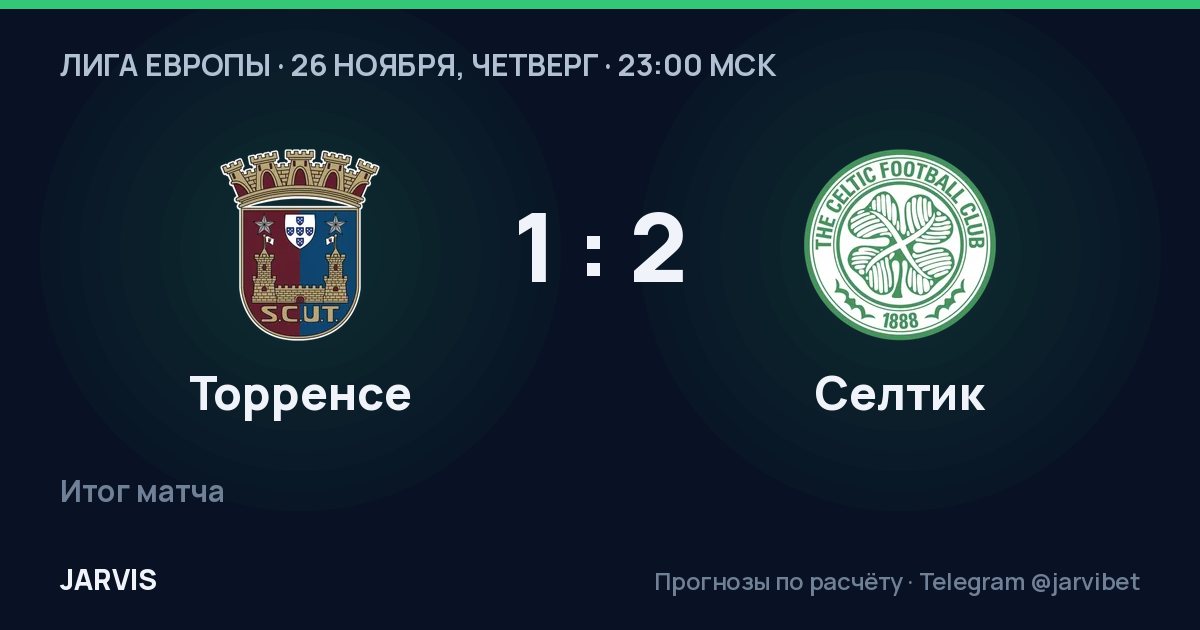 ЛИГА ЕВРОПЫ · 26 НОЯБРЯ, ЧЕТВЕРГ · 23:00 МСК
S.C.U.T.
THE CELTIC FOOTBALL CLUB
1888
1 : 2
Торренсе
Селтик
Итог матча
JARVIS
Прогнозы по расчёту · Telegram @jarvibet